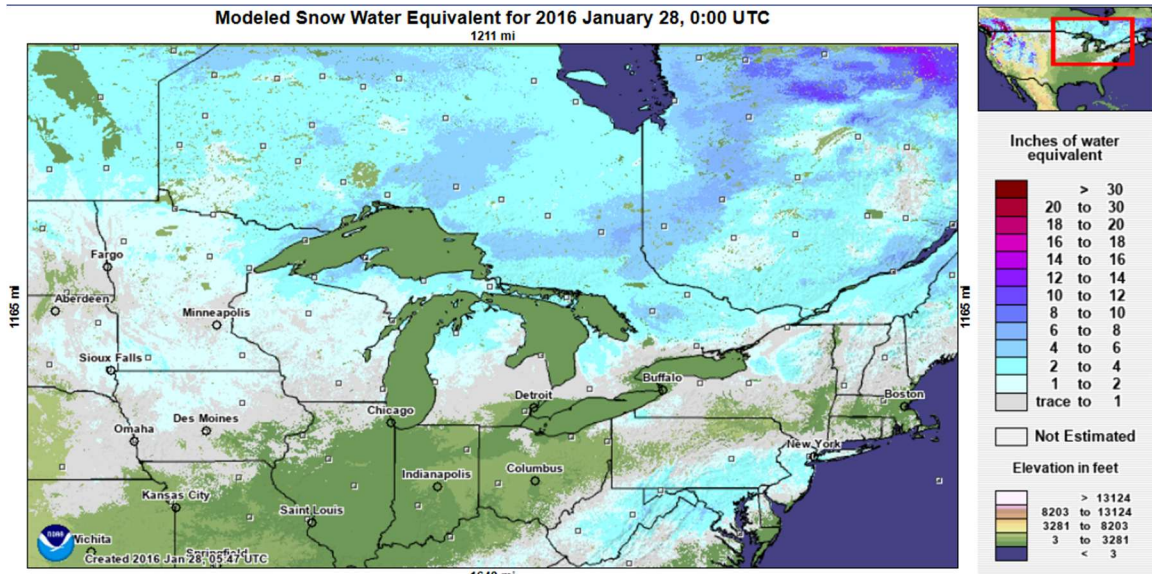 Modeled Snow Water Equivalent for 2016 January 28, 0:00 UTC
1211 mi
1165 mi
1165 mi
Fargo
Aberdeen
Minneapolis
Sioux Falls
Des Moines
Omaha
Chicago
Detroit
Buffalo
Boston
New York
Indianapolis
Columbus
Kansas City
Saint Louis
Wichita
Springfield
noaa
Created 2016 Jan 28, 05:47 UTC
Inches of water
equivalent
> 30
20 to 30
18 to 20
16 to 18
14 to 16
12 to 14
10 to 12
8 to 10
6 to 8
4 to 6
2 to 4
1 to 2
trace to 1
Not Estimated
Elevation in feet
> 13124
8203 to 13124
3281 to 8203
3 to 3281
< 3